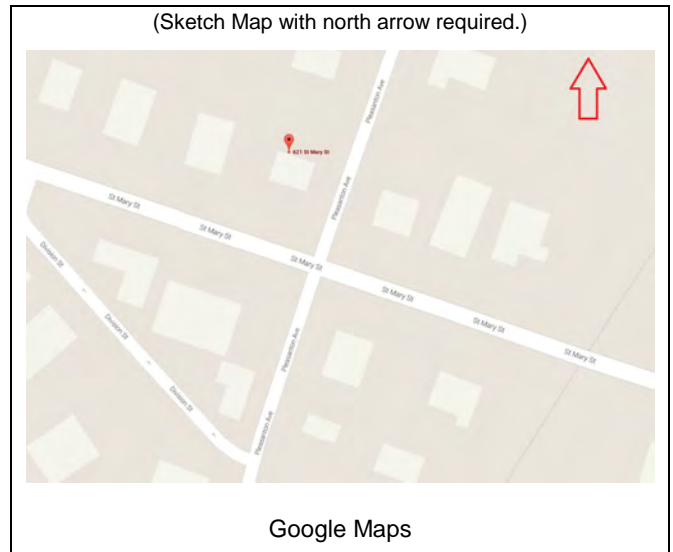 (Sketch Map with north arrow required.)
Pleasanton Ave
621 St Mary St
Pleasanton Ave
St Mary St
St Mary St
St Mary St
St Mary St
St Mary St
St Mary St
Division St
Division St
Division St
Pleasanton Ave
Pleasanton Ave
Google Maps